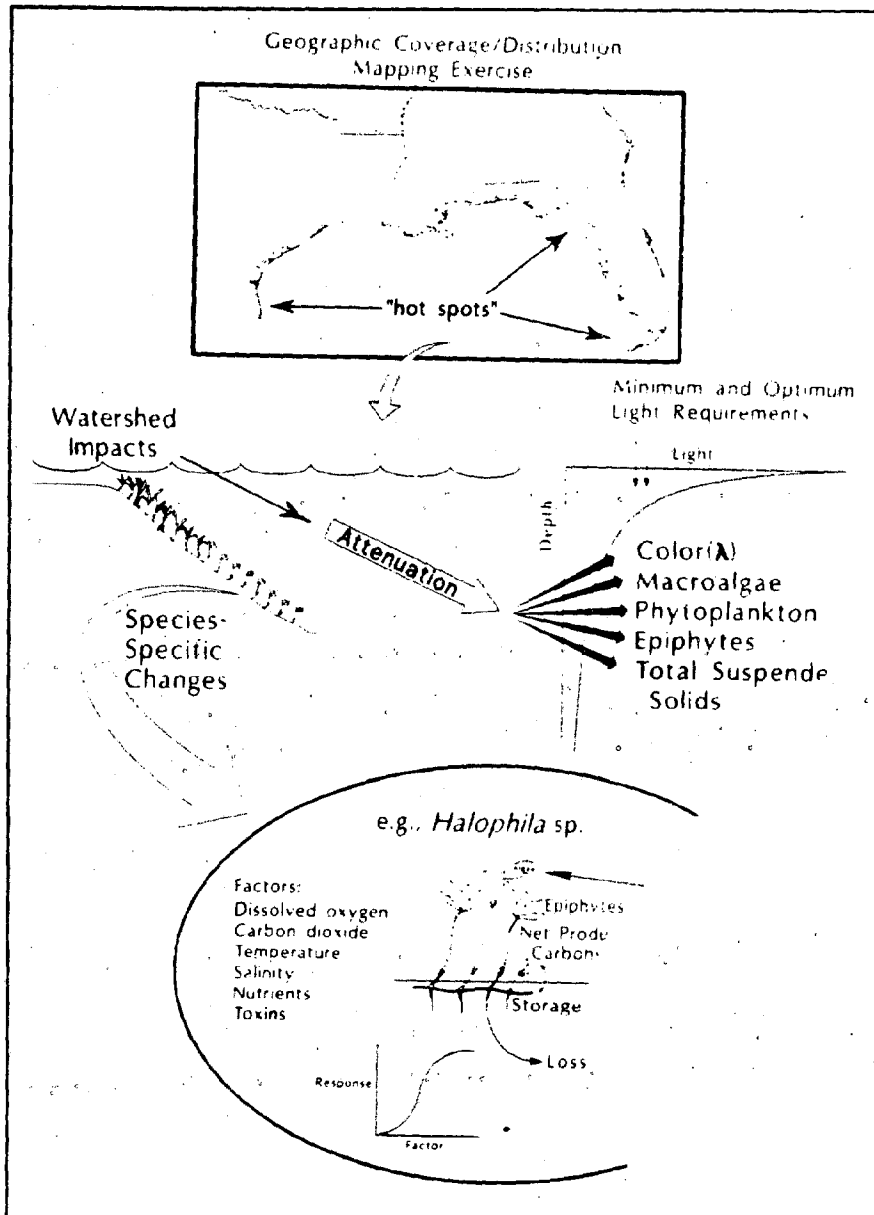 Geographic Coverage/Distribution
Mapping Exercise
"hot spots"
Minimum and Optimum
Light Requirements
Watershed
Impacts
Light
Depth
Attenuation
Color(λ)
Macroalgae
Phytoplankton
Epiphytes
Total Suspende
Solids
Species-
Specific
Changes
e.g., Halophila sp.
Factors:
Dissolved oxygen
Carbon dioxide
Temperature
Salinity
Nutrients
Toxins
Epiphytes
Net Produ
Carbon
Storage
Loss
Response
Factor